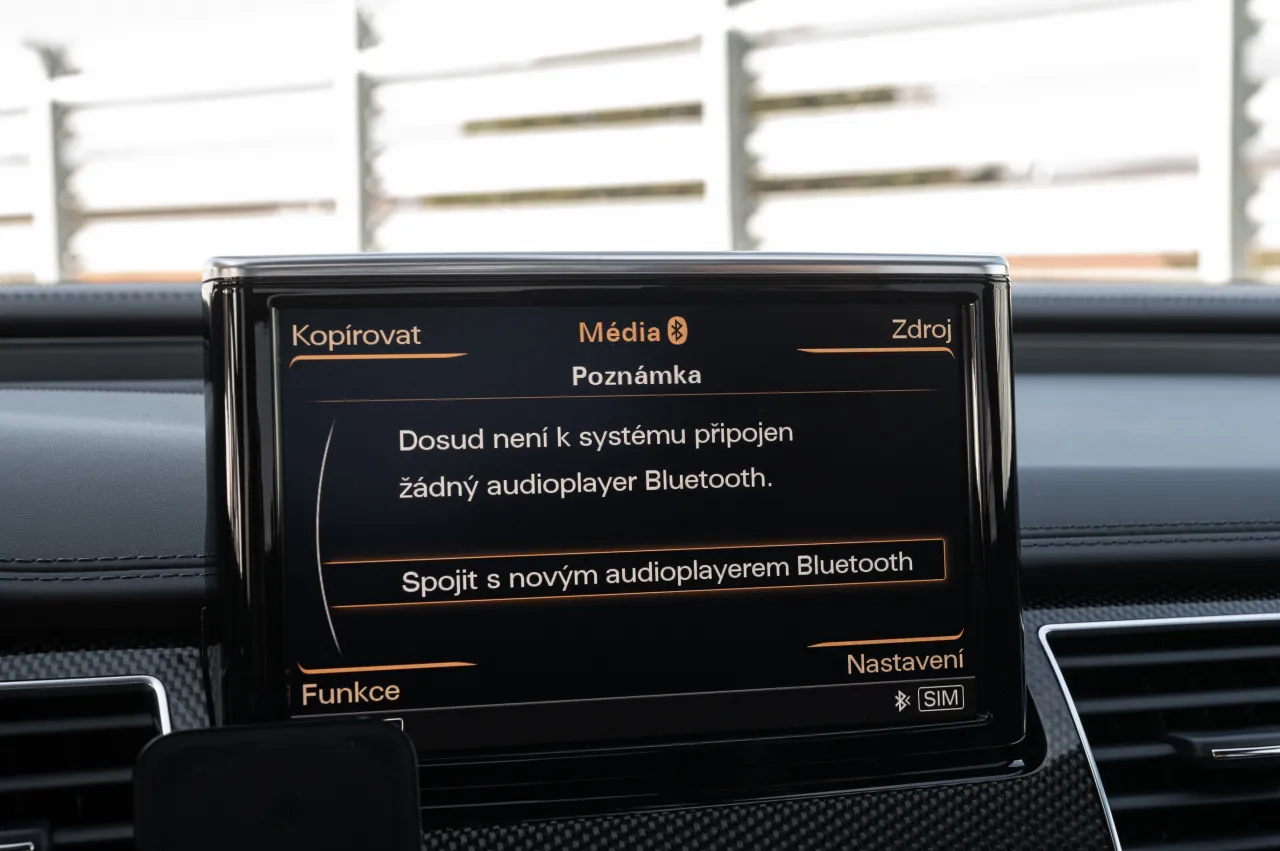 Kopírovat
Média
Zdroj
Poznámka
Dosud není k systému připojen
žádný audioplayer Bluetooth.
Spojit s novým audioplayerem Bluetooth
Funkce
Nastavení
SIM